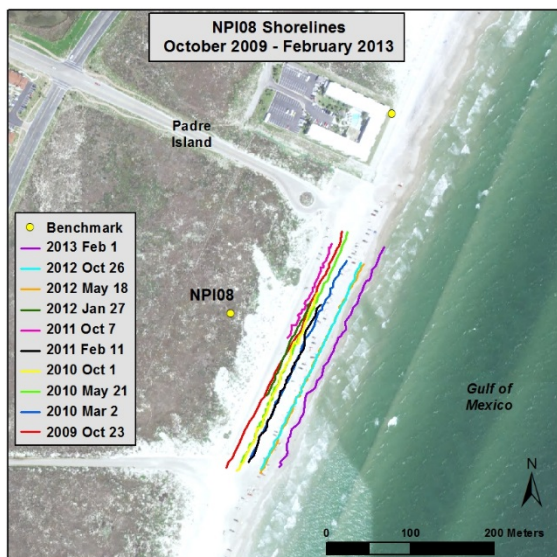 NPI08 Shorelines
October 2009 - February 2013
Padre
Island
Benchmark
2013 Feb 1
2012 Oct 26
2012 May 18
2012 Jan 27
2011 Oct 7
2011 Feb 11
2010 Oct 1
2010 May 21
2010 Mar 2
2009 Oct 23
NPI08
Gulf of
Mexico
N
0 100 200 Meters